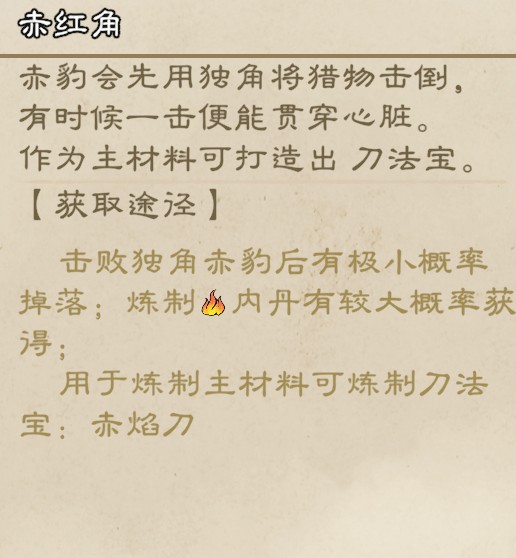 赤红角
赤豹会先用独角将猎物击倒，
有时候一击便能贯穿心脏。
作为主材料可打造出 刀法宝。
【获取途径】
击败独角赤豹后有极小概率
掉落；炼制内丹有较大概率获
得；
用于炼制主材料可炼制刀法
宝：赤焰刀